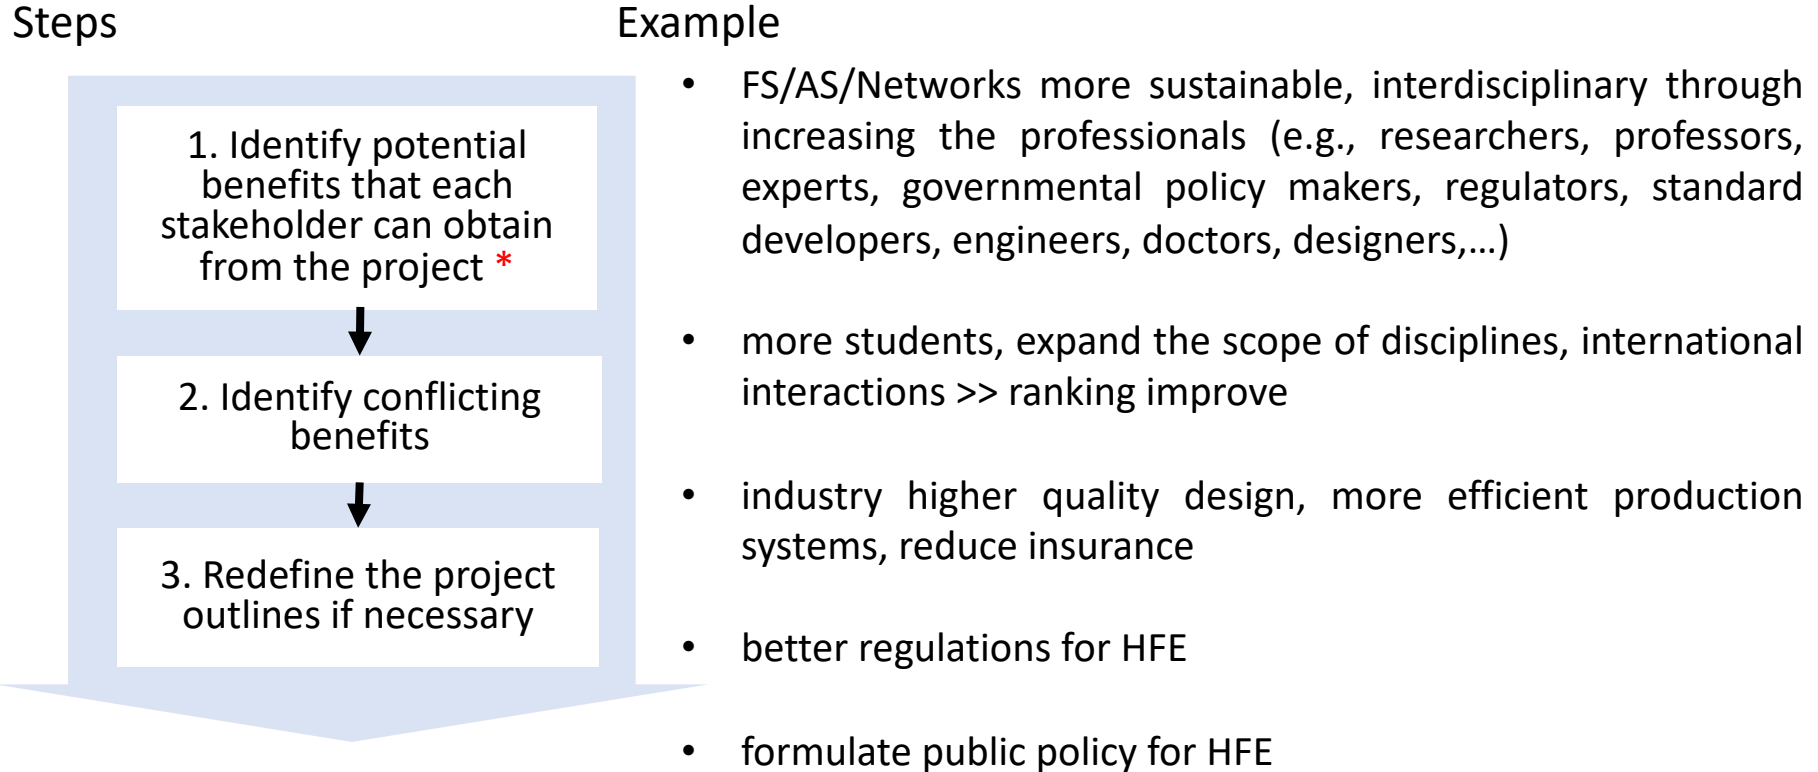 Steps
1. Identify potential
benefits that each
stakeholder can obtain
from the project *
2. Identify conflicting
benefits
3. Redefine the project
outlines if necessary
Example
• FS/AS/Networks more sustainable, interdisciplinary through
increasing the professionals (e.g., researchers, professors,
experts, governmental policy makers, regulators, standard
developers, engineers, doctors, designers,…)
• more students, expand the scope of disciplines, international
interactions >> ranking improve
• industry higher quality design, more efficient production
systems, reduce insurance
• better regulations for HFE
• formulate public policy for HFE